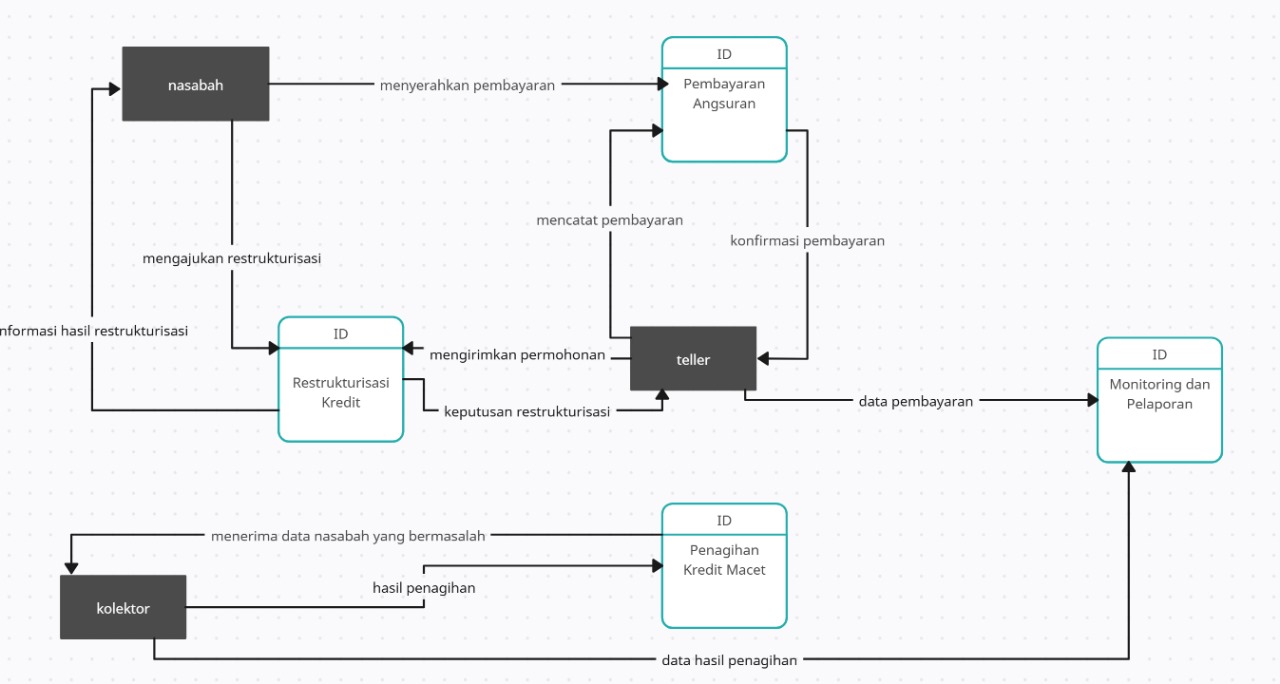 ID
nasabah
menyerahkan pembayaran
Pembayaran
Angsuran
mencatat pembayaran
konfirmasi pembayaran
mengajukan restrukturisasi
nformasi hasil restrukturisasi
ID
Restrukturisasi
Kredit
mengirimkan permohonan
teller
keputusan restrukturisasi
data pembayaran
ID
Monitoring dan
Pelaporan
menerima data nasabah yang bermasalah
ID
Penagihan
Kredit Macet
hasil penagihan
kolektor
data hasil penagihan